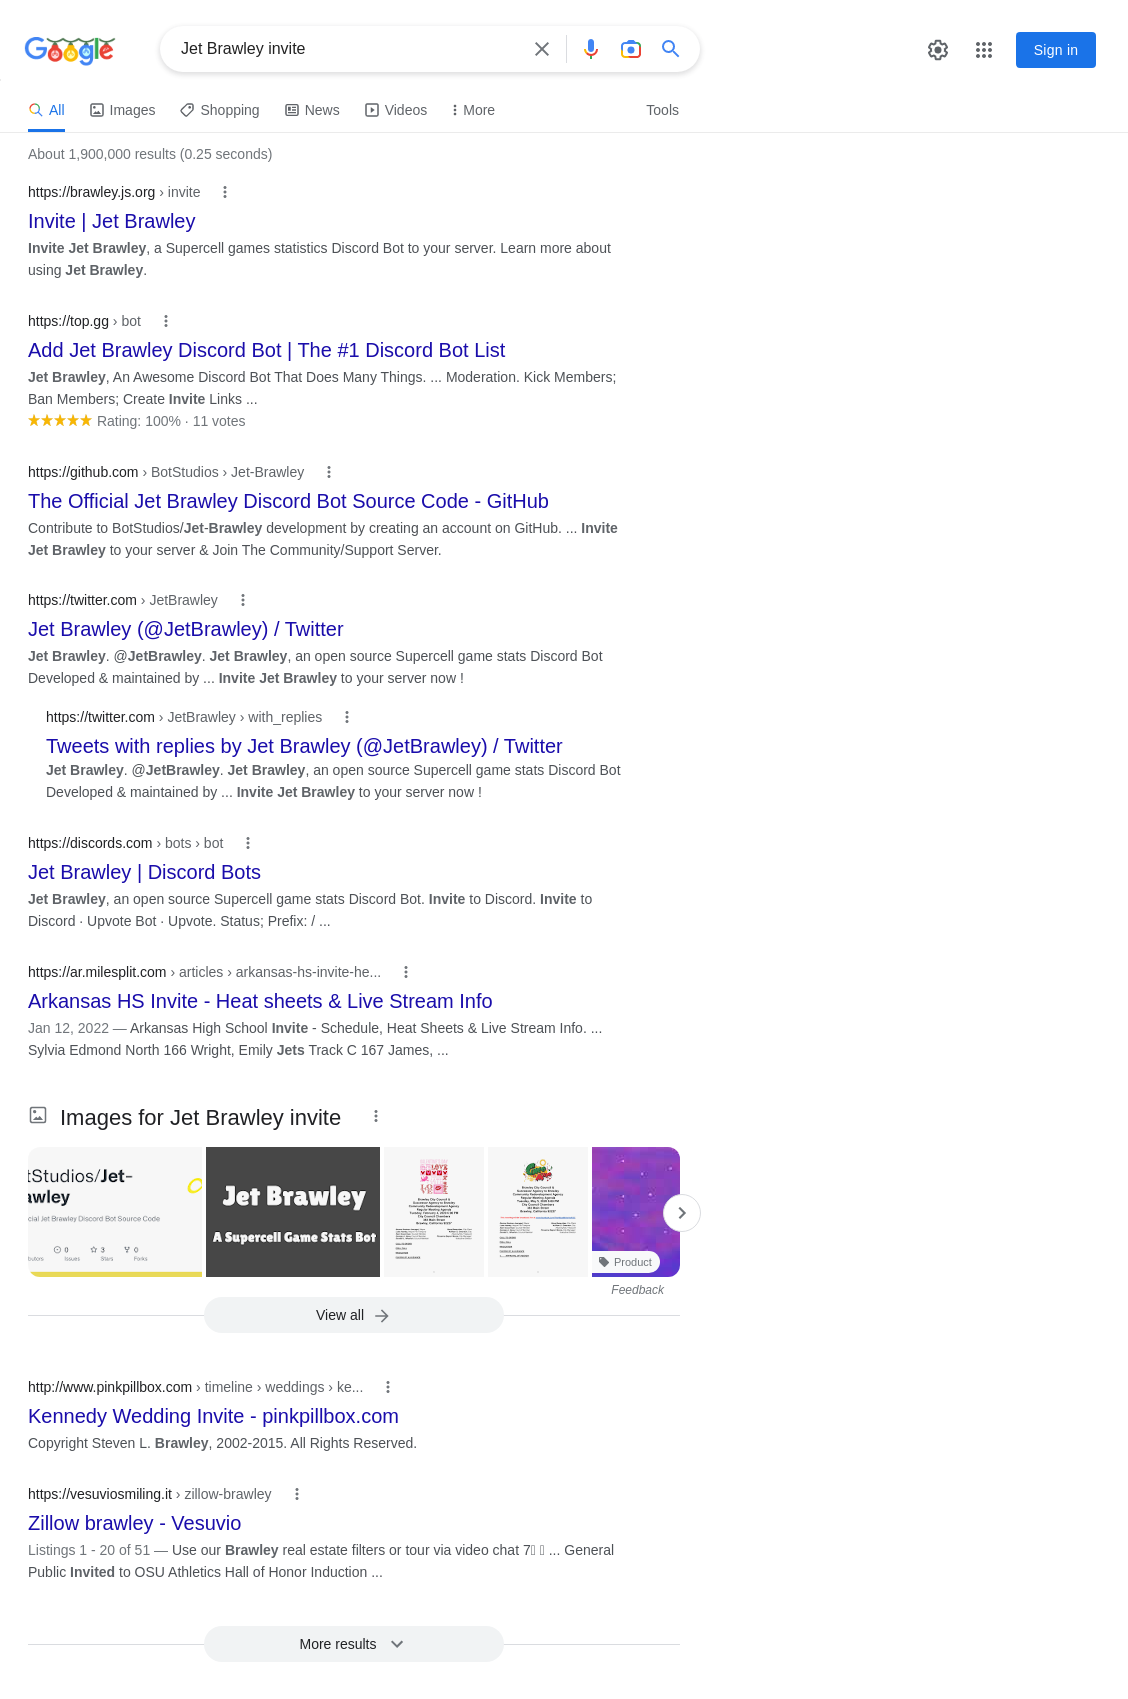 Google
Jet Brawley invite
Sign in
All
Images
Shopping
News
Videos
More
Tools
About 1,900,000 results (0.25 seconds)
https://brawley.js.org › invite
Invite | Jet Brawley
Invite Jet Brawley, a Supercell games statistics Discord Bot to your server. Learn more about
using Jet Brawley.
https://top.gg › bot
Add Jet Brawley Discord Bot | The #1 Discord Bot List
Jet Brawley, An Awesome Discord Bot That Does Many Things. ... Moderation. Kick Members;
Ban Members; Create Invite Links ...
Rating: 100% · 11 votes
https://github.com › BotStudios › Jet-Brawley
The Official Jet Brawley Discord Bot Source Code - GitHub
Contribute to BotStudios/Jet-Brawley development by creating an account on GitHub. ... Invite
Jet Brawley to your server & Join The Community/Support Server.
https://twitter.com › JetBrawley
Jet Brawley (@JetBrawley) / Twitter
Jet Brawley. @JetBrawley. Jet Brawley, an open source Supercell game stats Discord Bot
Developed & maintained by ... Invite Jet Brawley to your server now !
https://twitter.com › JetBrawley › with_replies
Tweets with replies by Jet Brawley (@JetBrawley) / Twitter
Jet Brawley. @JetBrawley. Jet Brawley, an open source Supercell game stats Discord Bot
Developed & maintained by ... Invite Jet Brawley to your server now !
https://discords.com › bots › bot
Jet Brawley | Discord Bots
Jet Brawley, an open source Supercell game stats Discord Bot. Invite to Discord. Invite to
Discord · Upvote Bot · Upvote. Status; Prefix: / ...
https://ar.milesplit.com › articles › arkansas-hs-invite-he...
Arkansas HS Invite - Heat sheets & Live Stream Info
Jan 12, 2022 — Arkansas High School Invite - Schedule, Heat Sheets & Live Stream Info. ...
Sylvia Edmond North 166 Wright, Emily Jets Track C 167 James, ...
Images for Jet Brawley invite
tStudios/Jet-
awley
cial Jet Brawley Discord Bot Source Code
0 3 0
butors Issues Stars Forks
Jet Brawley
A Supercell Game Stats Bot
Product
Feedback
View all
http://www.pinkpillbox.com › timeline › weddings › ke...
Kennedy Wedding Invite - pinkpillbox.com
Copyright Steven L. Brawley, 2002-2015. All Rights Reserved.
https://vesuviosmiling.it › zillow-brawley
Zillow brawley - Vesuvio
Listings 1 - 20 of 51 — Use our Brawley real estate filters or tour via video chat 7 ... General
Public Invited to OSU Athletics Hall of Honor Induction ...
More results